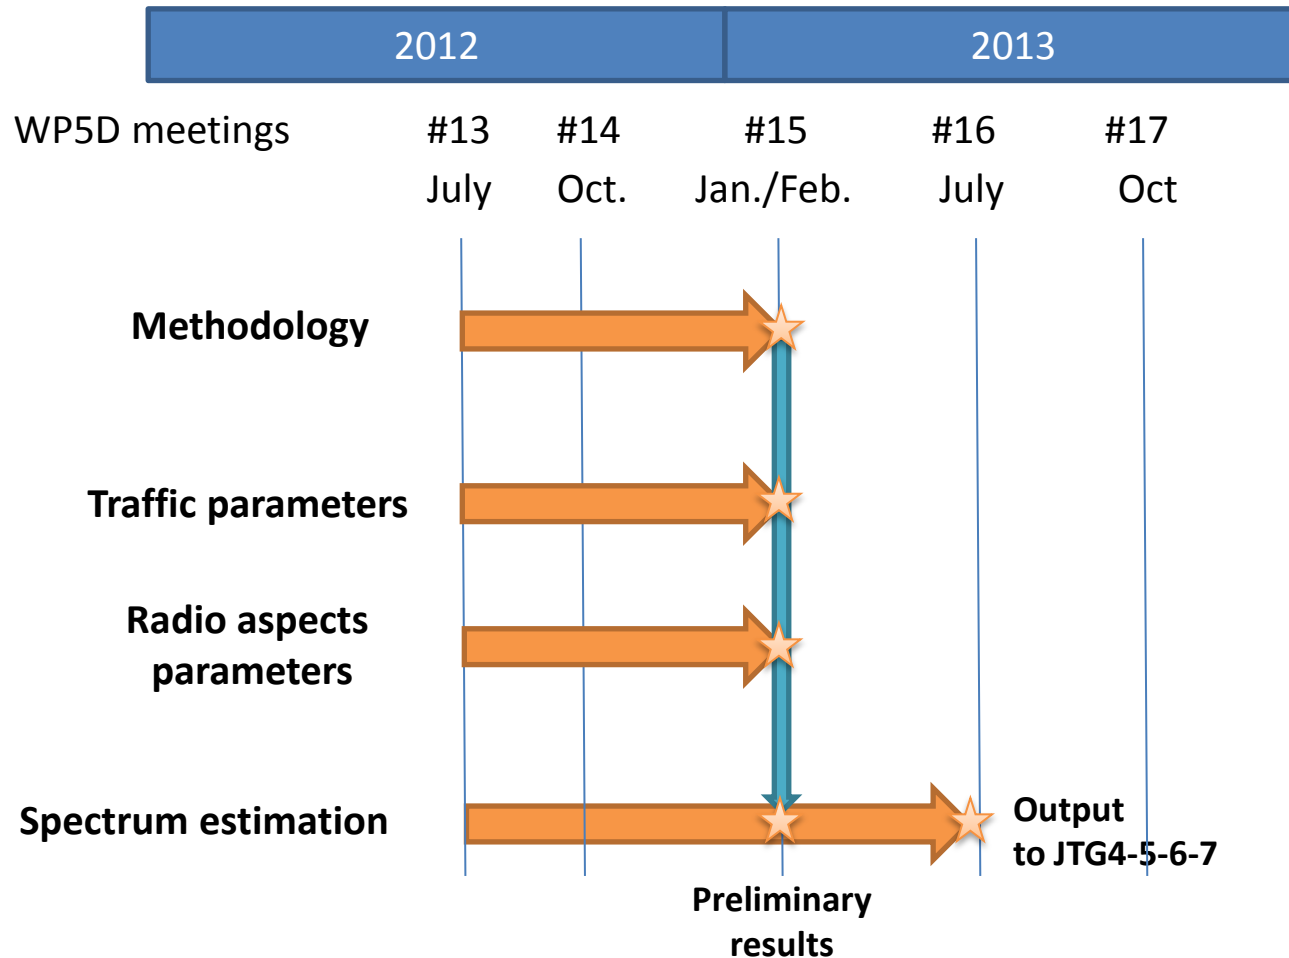 2012 2013
WP5D meetings #13 #14 #15 #16 #17
July Oct. Jan./Feb. July Oct
Methodology
Traffic parameters
Radio aspects
parameters
Spectrum estimation
Output
to JTG4-5-6-7
Preliminary
results